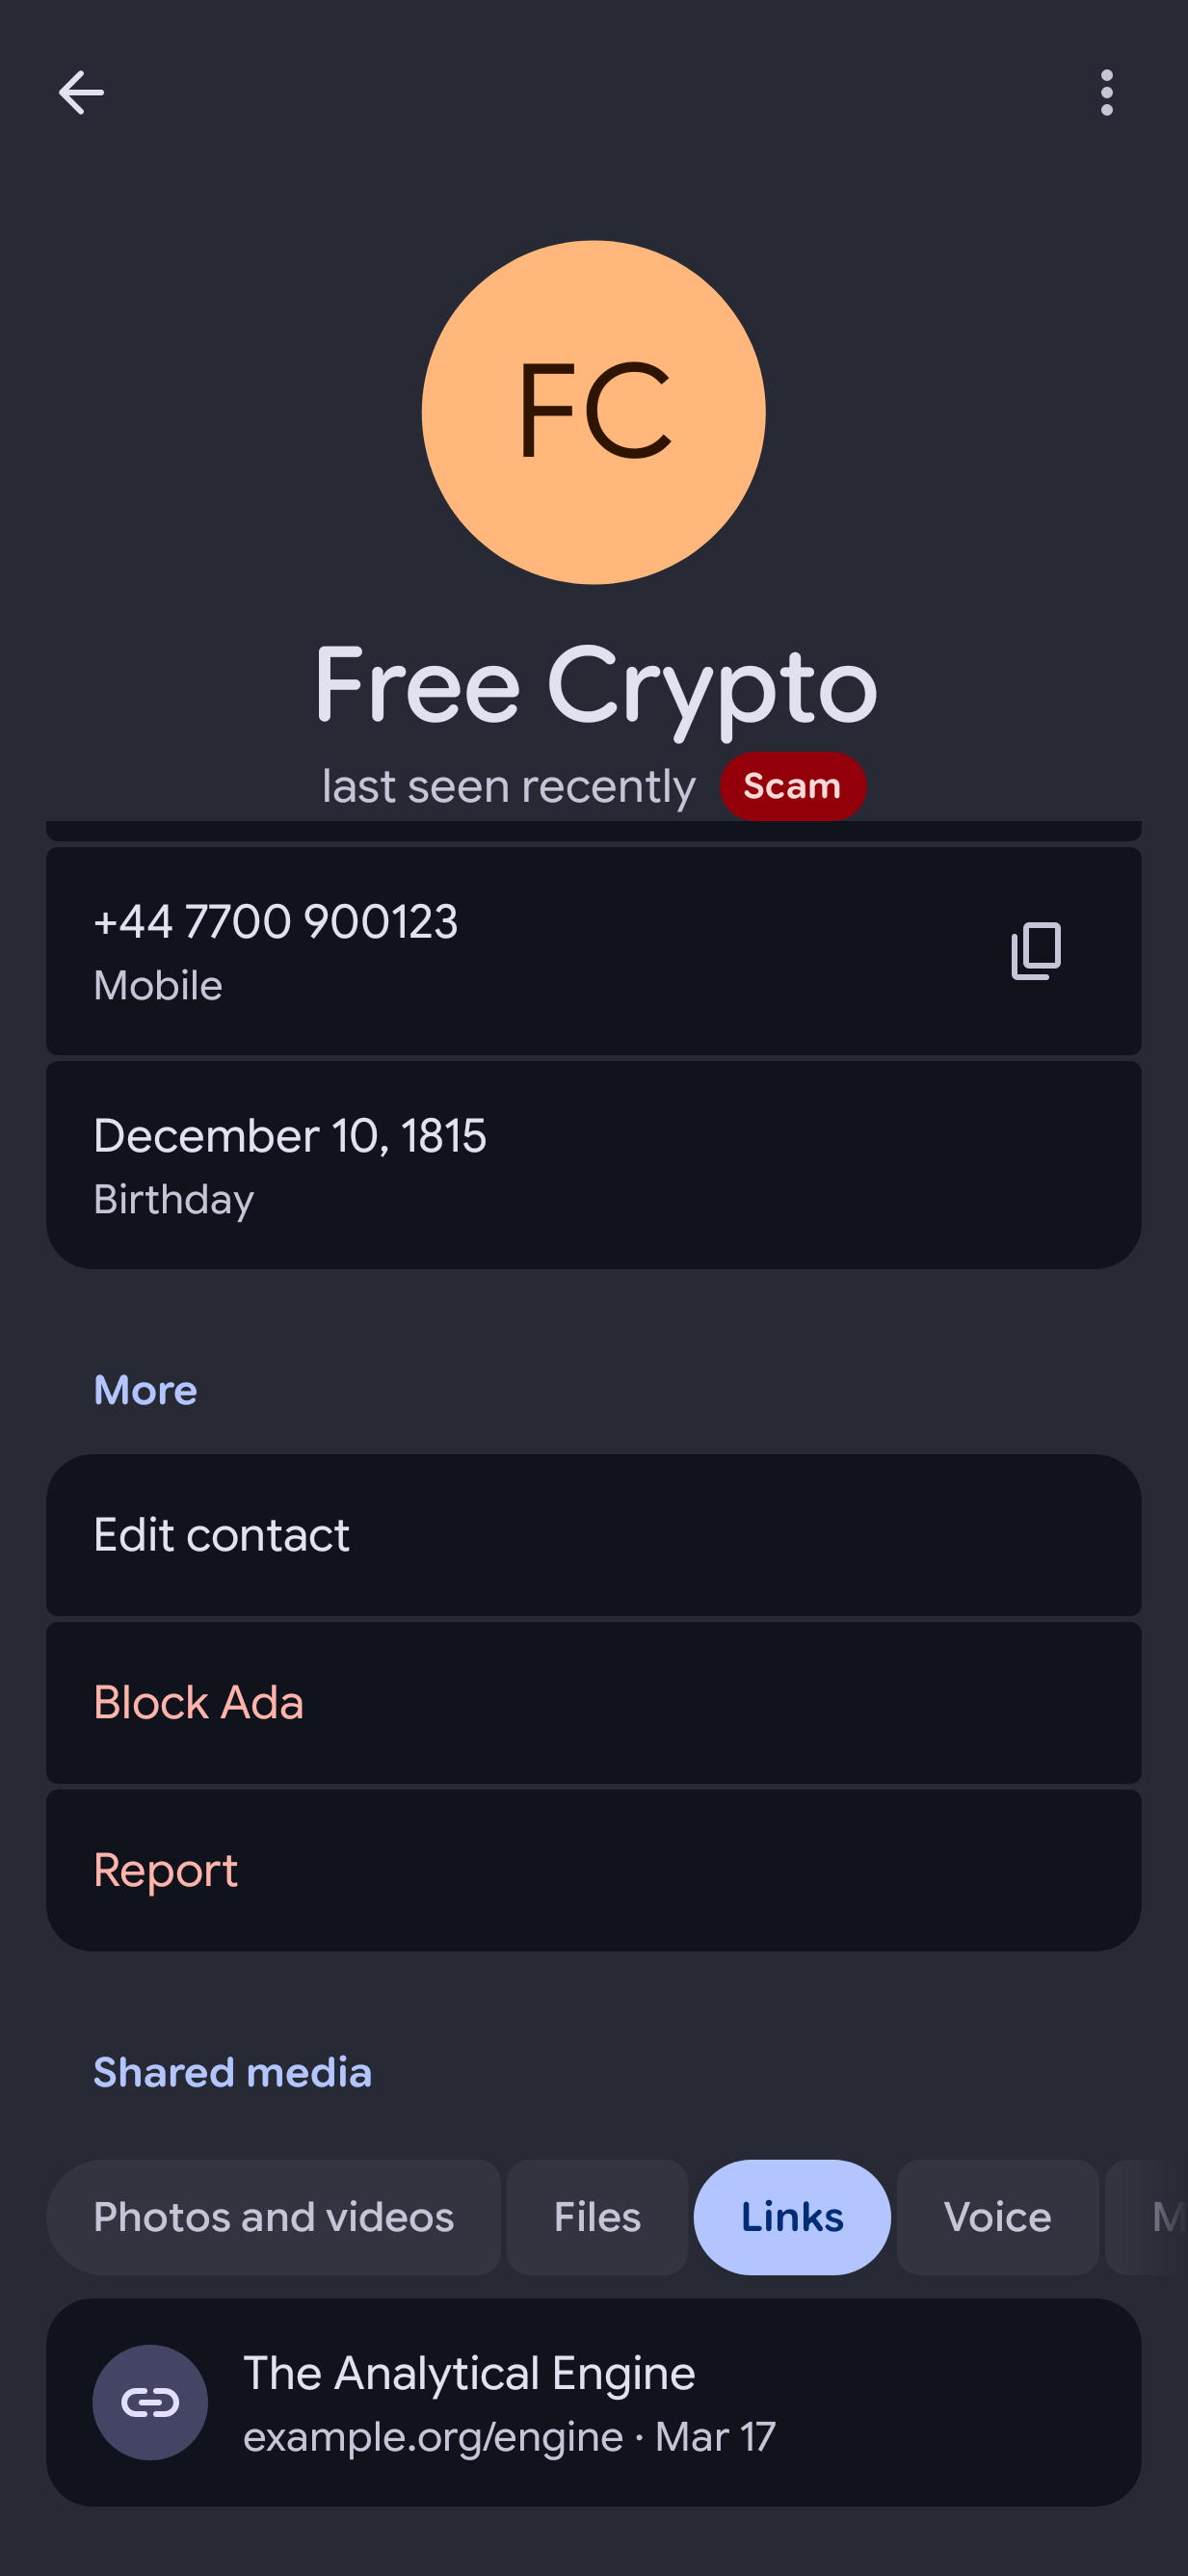 FC
Free Crypto
last seen recently Scam
+44 7700 900123
Mobile
December 10, 1815
Birthday
More
Edit contact
Block Ada
Report
Shared media
Photos and videos Files Links Voice M
The Analytical Engine
example.org/engine · Mar 17